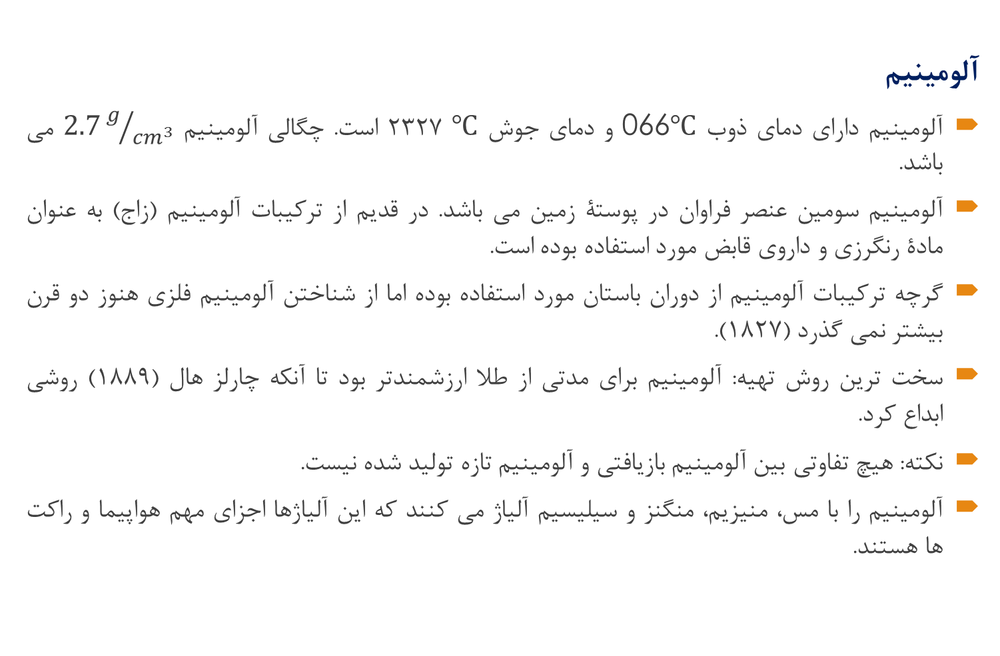 آلومینیم
آلومینیم دارای دمای ذوب 066°C و دمای جوش ۲۳۲۷ °C است. چگالی آلومینیم 2.7 g/cm³ می
باشد.
آلومینیم سومین عنصر فراوان در پوستهٔ زمین می باشد. در قدیم از ترکیبات آلومینیم (زاج) به عنوان
مادهٔ رنگرزی و داروی قابض مورد استفاده بوده است.
گرچه ترکیبات آلومینیم از دوران باستان مورد استفاده بوده اما از شناختن آلومینیم فلزی هنوز دو قرن
بیشتر نمی گذرد (۱۸۲۷).
سخت ترین روش تهیه: آلومینیم برای مدتی از طلا ارزشمندتر بود تا آنکه چارلز هال (۱۸۸۹) روشی
ابداع کرد.
نکته: هیچ تفاوتی بین آلومینیم بازیافتی و آلومینیم تازه تولید شده نیست.
آلومینیم را با مس، منیزیم، منگنز و سیلیسیم آلیاژ می کنند که این آلیاژها اجزای مهم هواپیما و راکت
ها هستند.